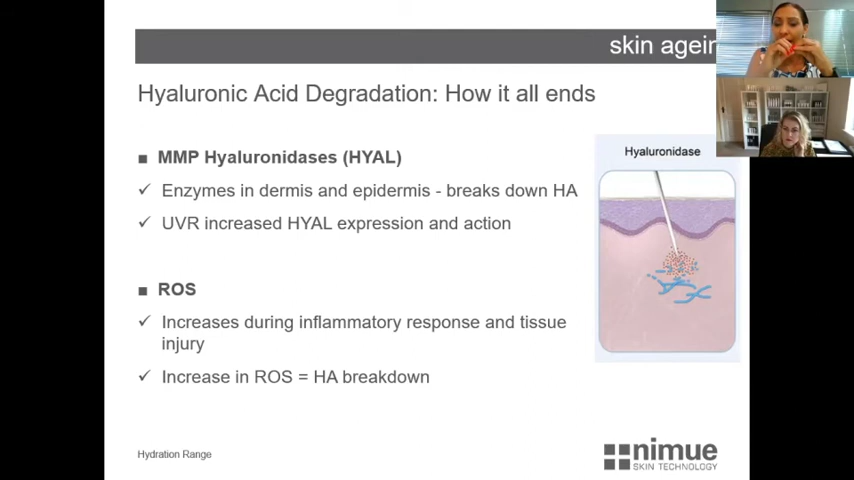 skin agein
Hyaluronic Acid Degradation: How it all ends
■ MMP Hyaluronidases (HYAL)
✓ Enzymes in dermis and epidermis - breaks down HA
✓ UVR increased HYAL expression and action
■ ROS
✓ Increases during inflammatory response and tissue
injury
✓ Increase in ROS = HA breakdown
Hyaluronidase
Hydration Range
nimue
SKIN TECHNOLOGY